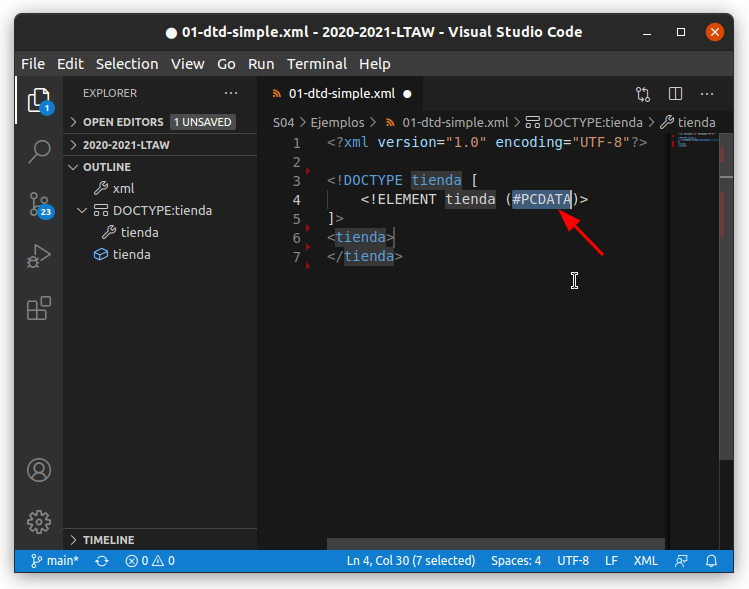 ● 01-dtd-simple.xml - 2020-2021-LTAW - Visual Studio Code
File Edit Selection View Go Run Terminal Help
EXPLORER ···
01-dtd-simple.xml ● ···
1
OPEN EDITORS 1 UNSAVED
S04 > Ejemplos > 01-dtd-simple.xml > DOCTYPE:tienda > tienda
2020-2021-LTAW
OUTLINE
xml
DOCTYPE:tienda
tienda
tienda
23
1 <?xml version="1.0" encoding="UTF-8"?>
2
3 <!DOCTYPE tienda [
4 <!ELEMENT tienda (#PCDATA)>
5 ]>
6 <tienda>
7 </tienda>
TIMELINE
main* 0 0 Ln 4, Col 30 (7 selected) Spaces: 4 UTF-8 LF XML